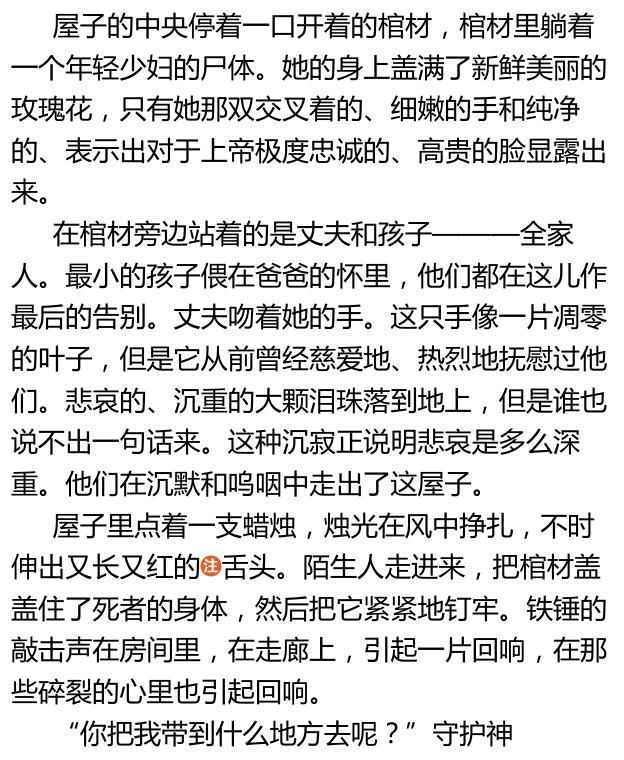 屋子的中央停着一口开着的棺材，棺材里躺着
一个年轻少妇的尸体。她的身上盖满了新鲜美丽的
玫瑰花，只有她那双交叉着的、细嫩的手和纯净
的、表示出对于上帝极度忠诚的、高贵的脸显露出
来。
在棺材旁边站着的是丈夫和孩子———全家
人。最小的孩子偎在爸爸的怀里，他们都在这儿作
最后的告别。丈夫吻着她的手。这只手像一片凋零
的叶子，但是它从前曾经慈爱地、热烈地抚慰过他
们。悲哀的、沉重的大颗泪珠落到地上，但是谁也
说不出一句话来。这种沉寂正说明悲哀是多么深
重。他们在沉默和呜咽中走出了这屋子。
屋子里点着一支蜡烛，烛光在风中挣扎，不时
伸出又长又红的注舌头。陌生人走进来，把棺材盖
盖住了死者的身体，然后把它紧紧地钉牢。铁锤的
敲击声在房间里，在走廊上，引起一片回响，在那
些碎裂的心里也引起回响。
“你把我带到什么地方去呢？”守护神